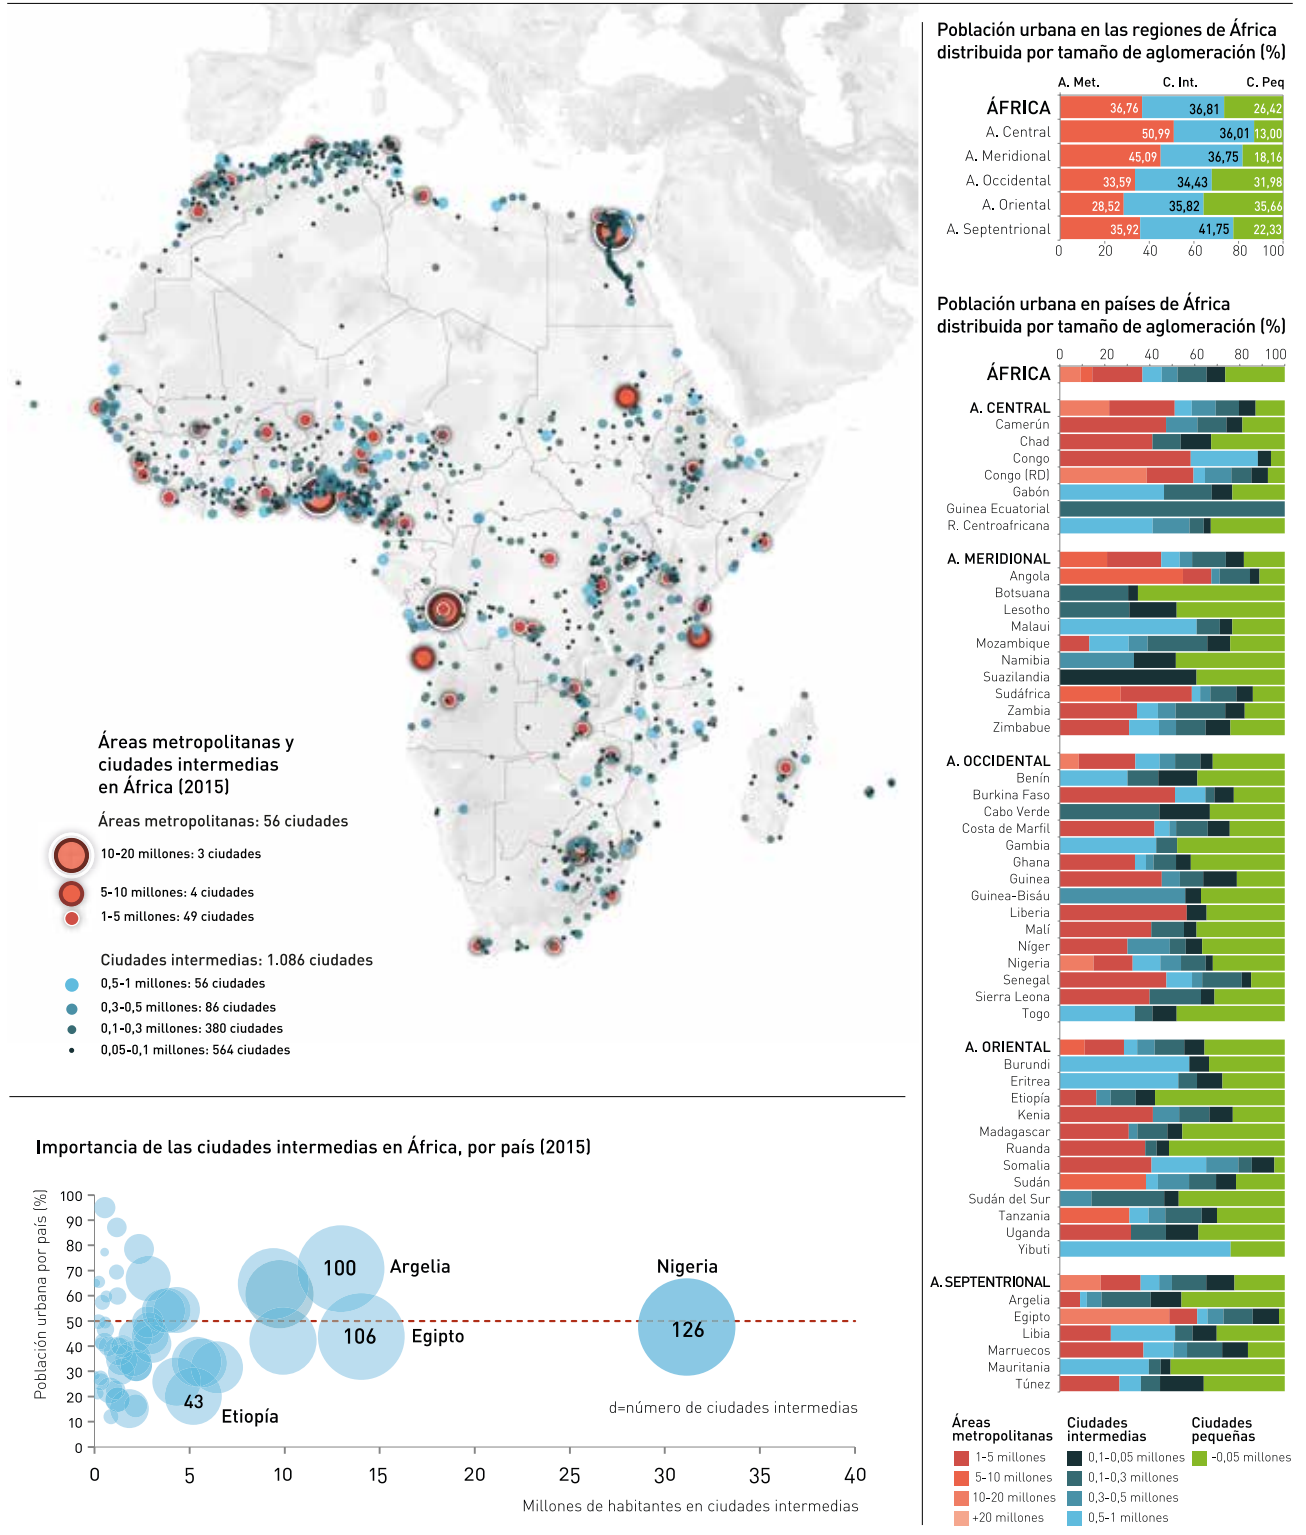 Áreas metropolitanas y
ciudades intermedias
en África (2015)
Áreas metropolitanas: 56 ciudades
10-20 millones: 3 ciudades
5-10 millones: 4 ciudades
1-5 millones: 49 ciudades
Ciudades intermedias: 1.086 ciudades
0,5-1 millones: 56 ciudades
0,3-0,5 millones: 86 ciudades
0,1-0,3 millones: 380 ciudades
0,05-0,1 millones: 564 ciudades
Importancia de las ciudades intermedias en África, por país (2015)
Población urbana por país (%)
100
90
80
70
60
50
40
30
20
10
0
100
Argelia
Nigeria
106
Egipto
126
43
Etiopía
d=número de ciudades intermedias
0
5
10
15
20
25
30
35
40
Millones de habitantes en ciudades intermedias
Población urbana en las regiones de África
distribuida por tamaño de aglomeración (%)
A. Met. C. Int. C. Peq
ÁFRICA 36,76 36,81 26,42
A. Central 50,99 36,01 13,00
A. Meridional 45,09 36,75 18,16
A. Occidental 33,59 34,43 31,98
A. Oriental 28,52 35,82 35,66
A. Septentrional 35,92 41,75 22,33
0 20 40 60 80 100
Población urbana en países de África
distribuida por tamaño de aglomeración (%)
0 20 40 60 80 100
ÁFRICA
A. CENTRAL
Camerún
Chad
Congo
Congo (RD)
Gabón
Guinea Ecuatorial
R. Centroafricana
A. MERIDIONAL
Angola
Botsuana
Lesotho
Malaui
Mozambique
Namibia
Suazilandia
Sudáfrica
Zambia
Zimbabue
A. OCCIDENTAL
Benín
Burkina Faso
Cabo Verde
Costa de Marfil
Gambia
Ghana
Guinea
Guinea-Bisáu
Liberia
Malí
Níger
Nigeria
Senegal
Sierra Leona
Togo
A. ORIENTAL
Burundi
Eritrea
Etiopía
Kenia
Madagascar
Ruanda
Somalia
Sudán
Sudán del Sur
Tanzania
Uganda
Yibuti
A. SEPTENTRIONAL
Argelia
Egipto
Libia
Marruecos
Mauritania
Túnez
Áreas
metropolitanas
1-5 millones
5-10 millones
10-20 millones
+20 millones
Ciudades
intermedias
0,1-0,05 millones
0,1-0,3 millones
0,3-0,5 millones
0,5-1 millones
Ciudades
pequeñas
-0,05 millones